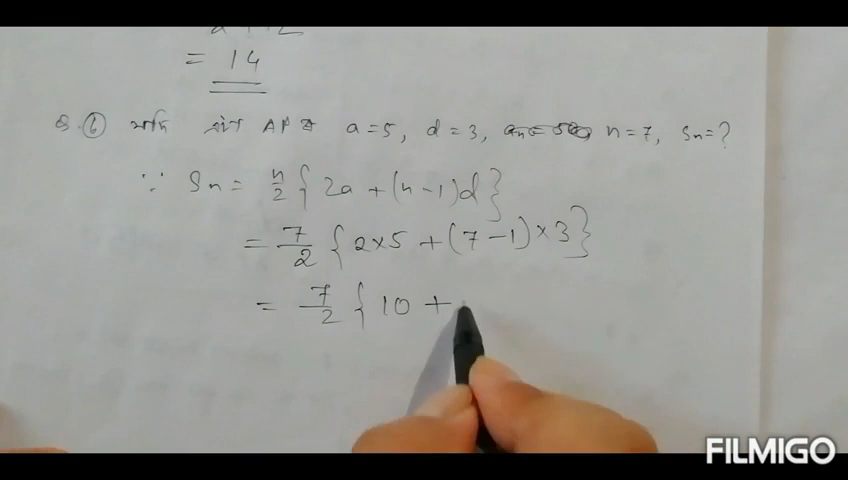 = 14
Q. ⑥ যদি AP a = 5, d = 3, n = 7, Sn = ?
∵ Sn = n/2 { 2a + (n - 1) d }
= 7/2 { 2 × 5 + (7 - 1) × 3 }
= 7/2 { 10 +
FILMIGO